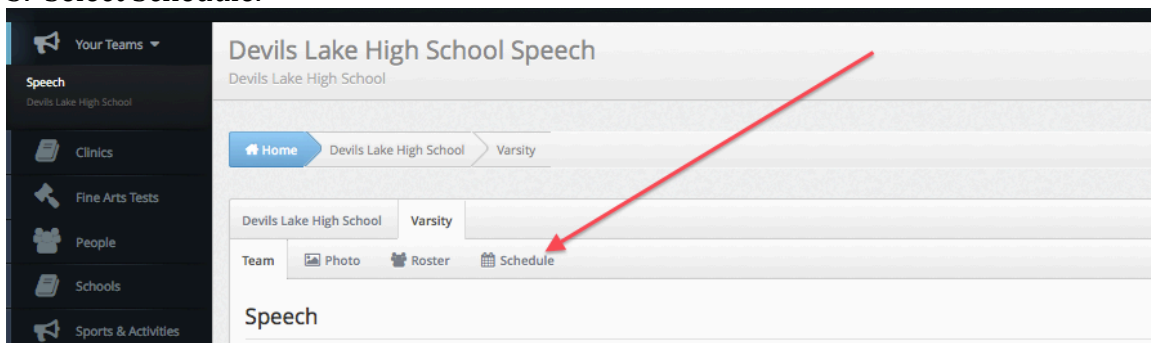 Your Teams
Speech
Devils Lake High School
Clinics
Fine Arts Tests
People
Schools
Sports & Activities
Devils Lake High School Speech
Devils Lake High School
Home Devils Lake High School Varsity
Devils Lake High School Varsity
Team Photo Roster Schedule
Speech